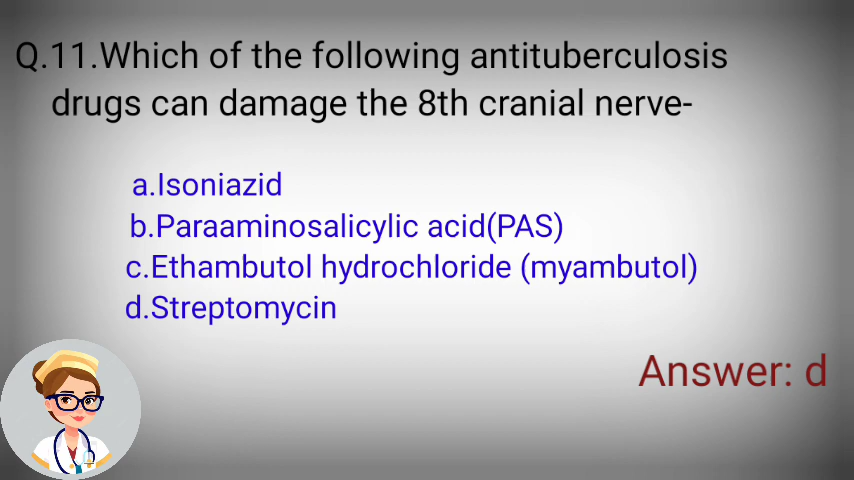 Q.11.Which of the following antituberculosis
drugs can damage the 8th cranial nerve-
a.Isoniazid
b.Paraaminosalicylic acid(PAS)
c.Ethambutol hydrochloride (myambutol)
d.Streptomycin
Answer: d